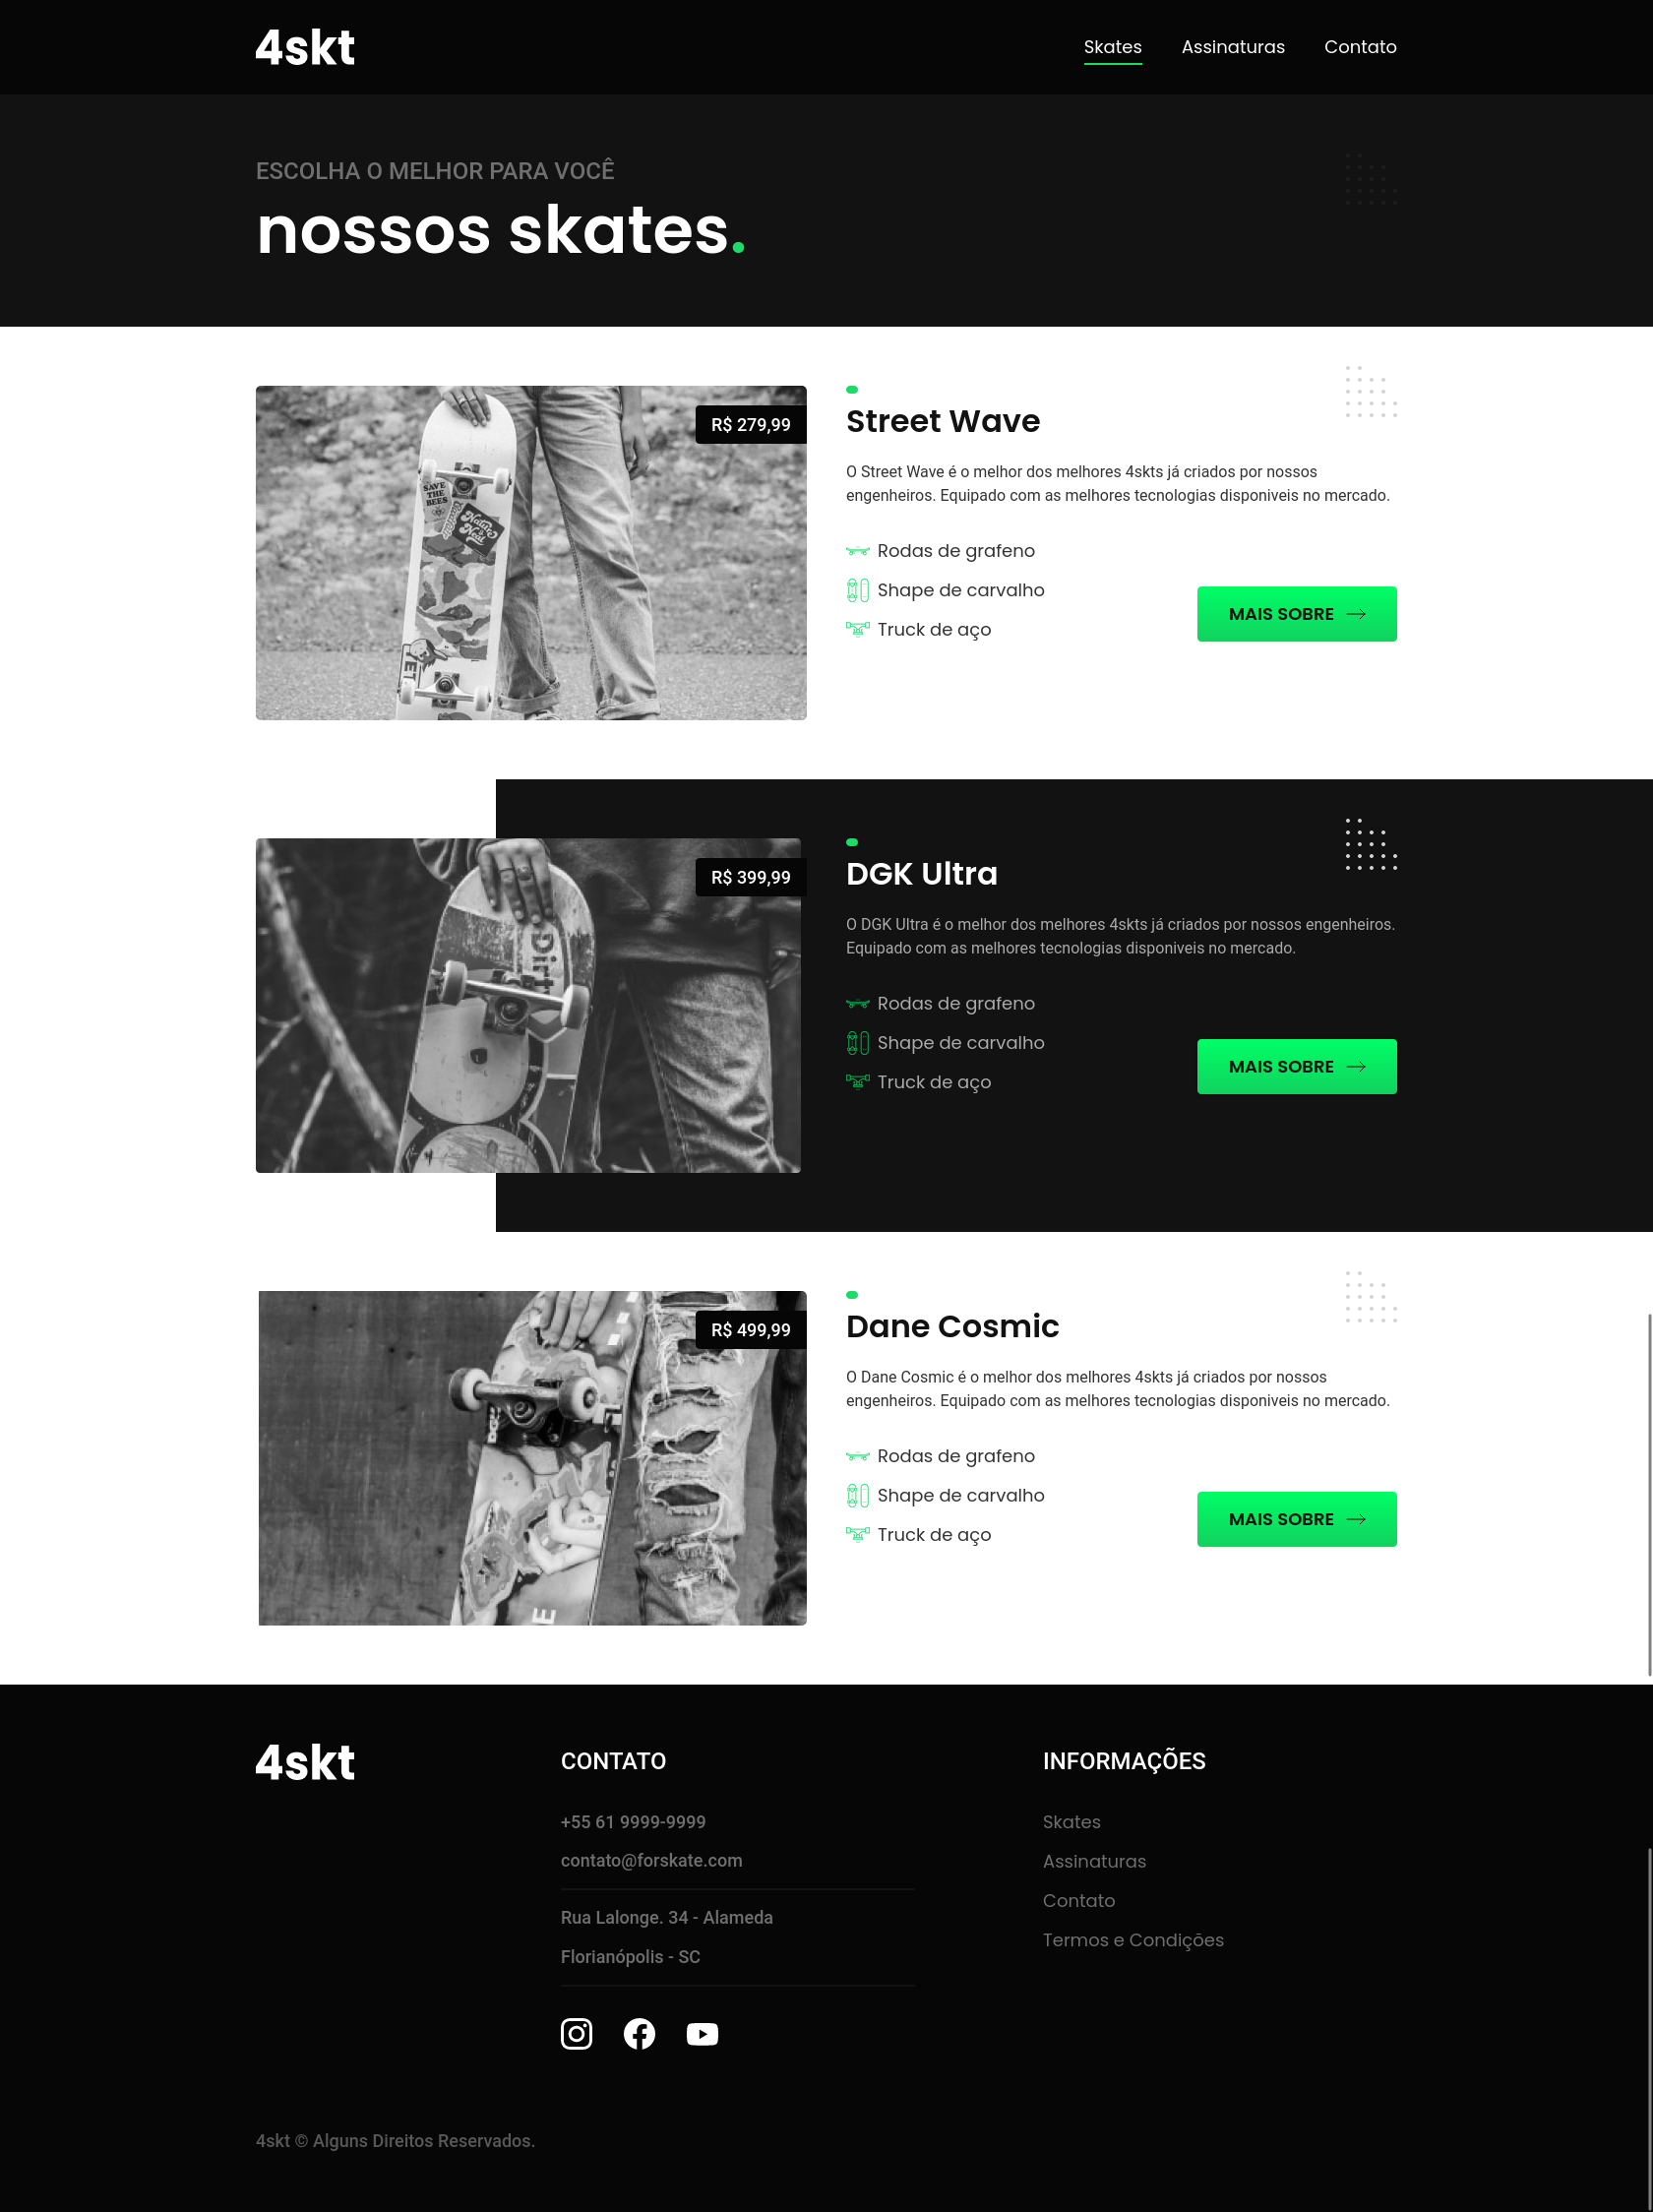 4skt
Skates Assinaturas Contato
ESCOLHA O MELHOR PARA VOCÊ
nossos skates.
R$ 279,99
SAVE
THE
BEES
Nature
Neal
Street Wave
O Street Wave é o melhor dos melhores 4skts já criados por nossos
engenheiros. Equipado com as melhores tecnologias disponiveis no mercado.
Rodas de grafeno
Shape de carvalho
Truck de aço
MAIS SOBRE
R$ 399,99
Dirt
DGK Ultra
O DGK Ultra é o melhor dos melhores 4skts já criados por nossos engenheiros.
Equipado com as melhores tecnologias disponiveis no mercado.
Rodas de grafeno
Shape de carvalho
Truck de aço
MAIS SOBRE
R$ 499,99
Dane Cosmic
O Dane Cosmic é o melhor dos melhores 4skts já criados por nossos
engenheiros. Equipado com as melhores tecnologias disponiveis no mercado.
Rodas de grafeno
Shape de carvalho
Truck de aço
MAIS SOBRE
4skt
CONTATO
+55 61 9999-9999
contato@forskate.com
Rua Lalonge. 34 - Alameda
Florianópolis - SC
INFORMAÇÕES
Skates
Assinaturas
Contato
Termos e Condições
4skt © Alguns Direitos Reservados.